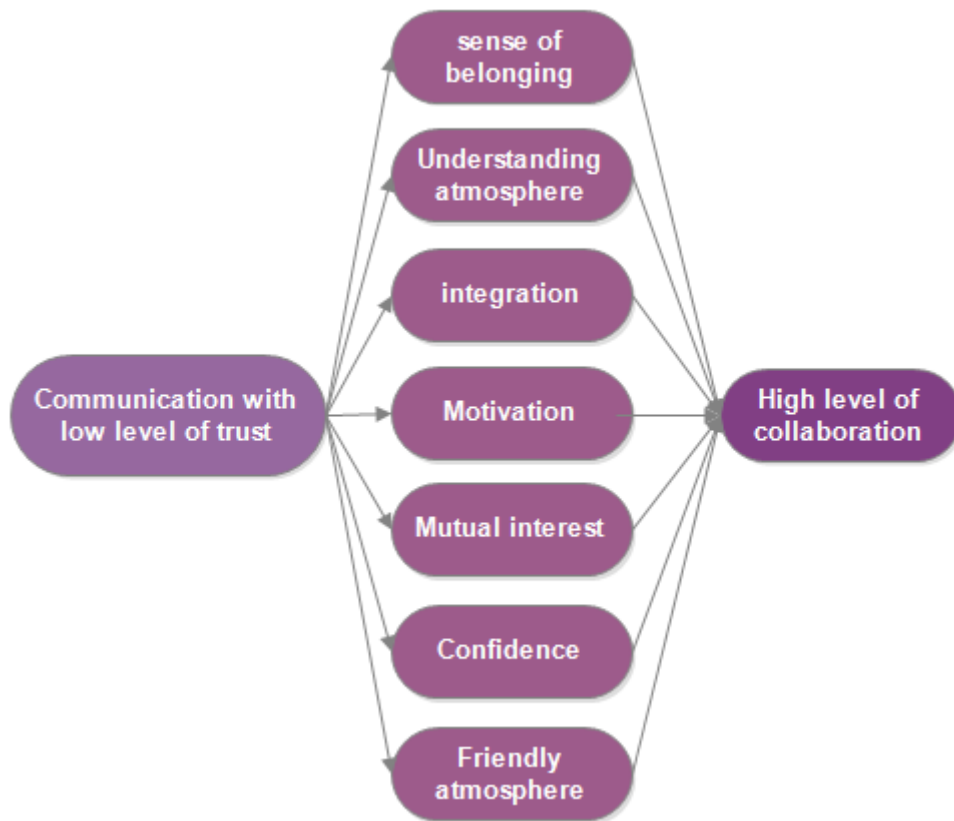 sense of
belonging
Understanding
atmosphere
integration
Communication with
low level of trust
Motivation
High level of
collaboration
Mutual interest
Confidence
Friendly
atmosphere